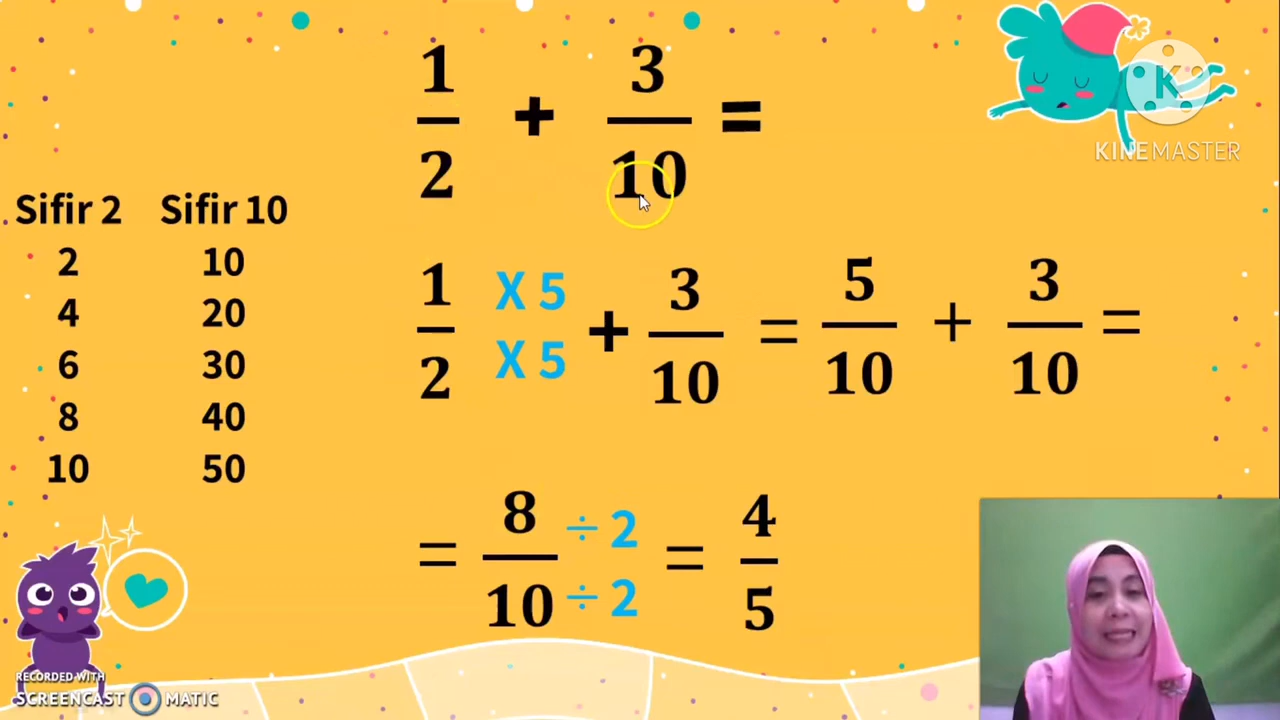 1/2 + 3/10 =
Sifir 2 Sifir 10
2 10
4 20
6 30
8 40
10 50
1/2 X 5 X 5 + 3/10 = 5/10 + 3/10 =
= 8/10 ÷ 2 ÷ 2 = 4/5
K
KINEMASTER
RECORDED WITH
SCREENCAST MATIC